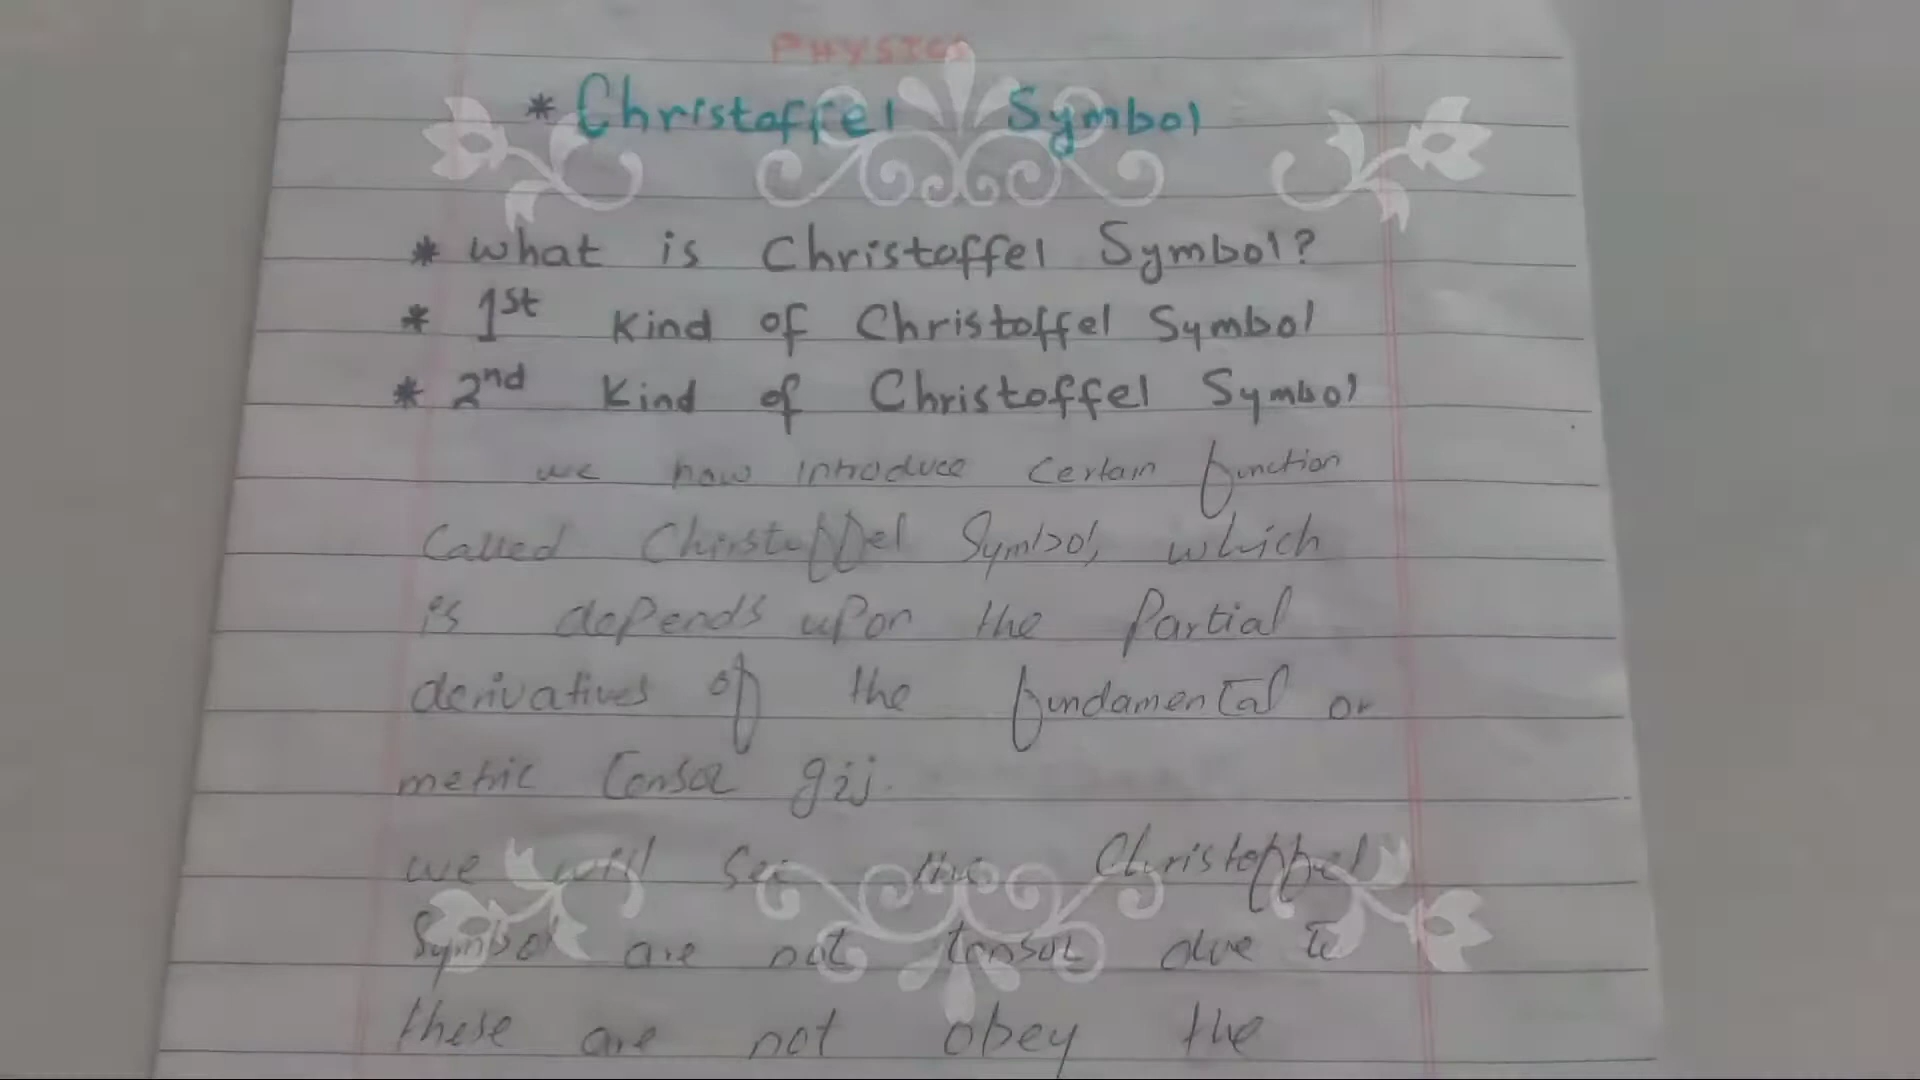 PHYSICS
* Christoffel Symbol
* what is Christoffel Symbol?
* 1st Kind of Christoffel Symbol
* 2nd Kind of Christoffel Symbol
we now introduce certain function
Called Christoffel Symbol, which
is depends upon the Partial
derivatives of the fundamental or
metric tensor gij.
we will see the Christoffel
Symbol are not tensor due to
these are not obey the